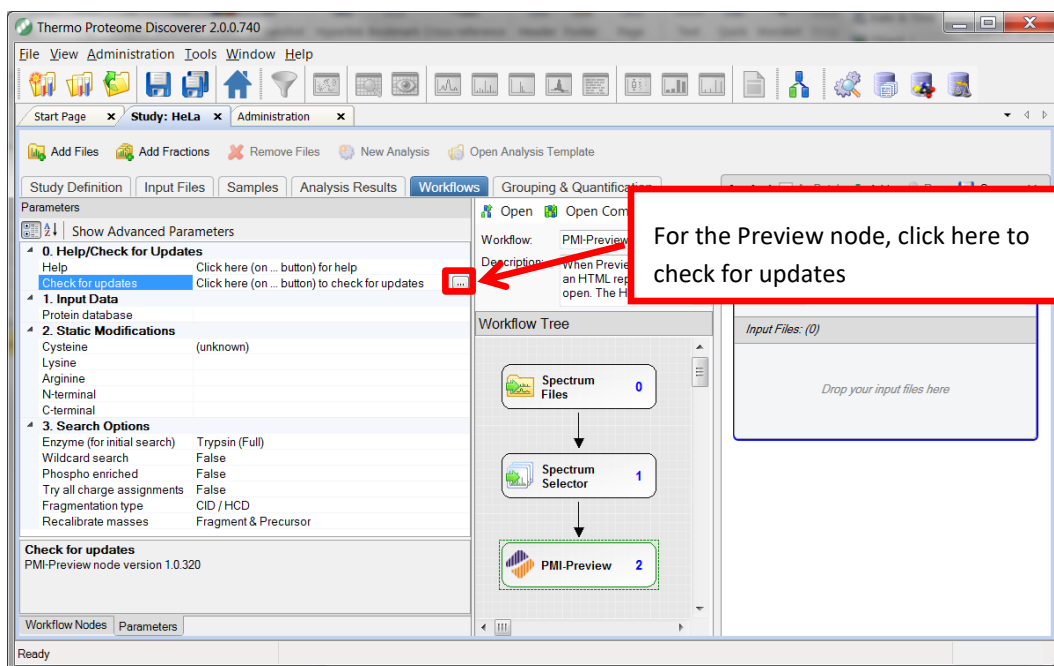 Thermo Proteome Discoverer 2.0.0.740
File View Administration Tools Window Help
Start Page x Study: HeLa x Administration x
Add Files Add Fractions Remove Files New Analysis Open Analysis Template
Study Definition Input Files Samples Analysis Results Workflows Grouping & Quantification
Parameters
Show Advanced Parameters
0. Help/Check for Updates
Help Click here (on ... button) for help
Check for updates Click here (on ... button) to check for updates ...
1. Input Data
Protein database
2. Static Modifications
Cysteine (unknown)
Lysine
Arginine
N-terminal
C-terminal
3. Search Options
Enzyme (for initial search) Trypsin (Full)
Wildcard search False
Phospho enriched False
Try all charge assignments False
Fragmentation type CID / HCD
Recalibrate masses Fragment & Precursor
Check for updates
PMI-Preview node version 1.0.320
Workflow Nodes Parameters
Open Open Com
Workflow: PMI-Preview
Description: When Previe
an HTML rep
open. The H
For the Preview node, click here to
check for updates
Workflow Tree
Spectrum
Files 0
Spectrum
Selector 1
PMI-Preview 2
Input Files: (0)
Drop your input files here
Ready